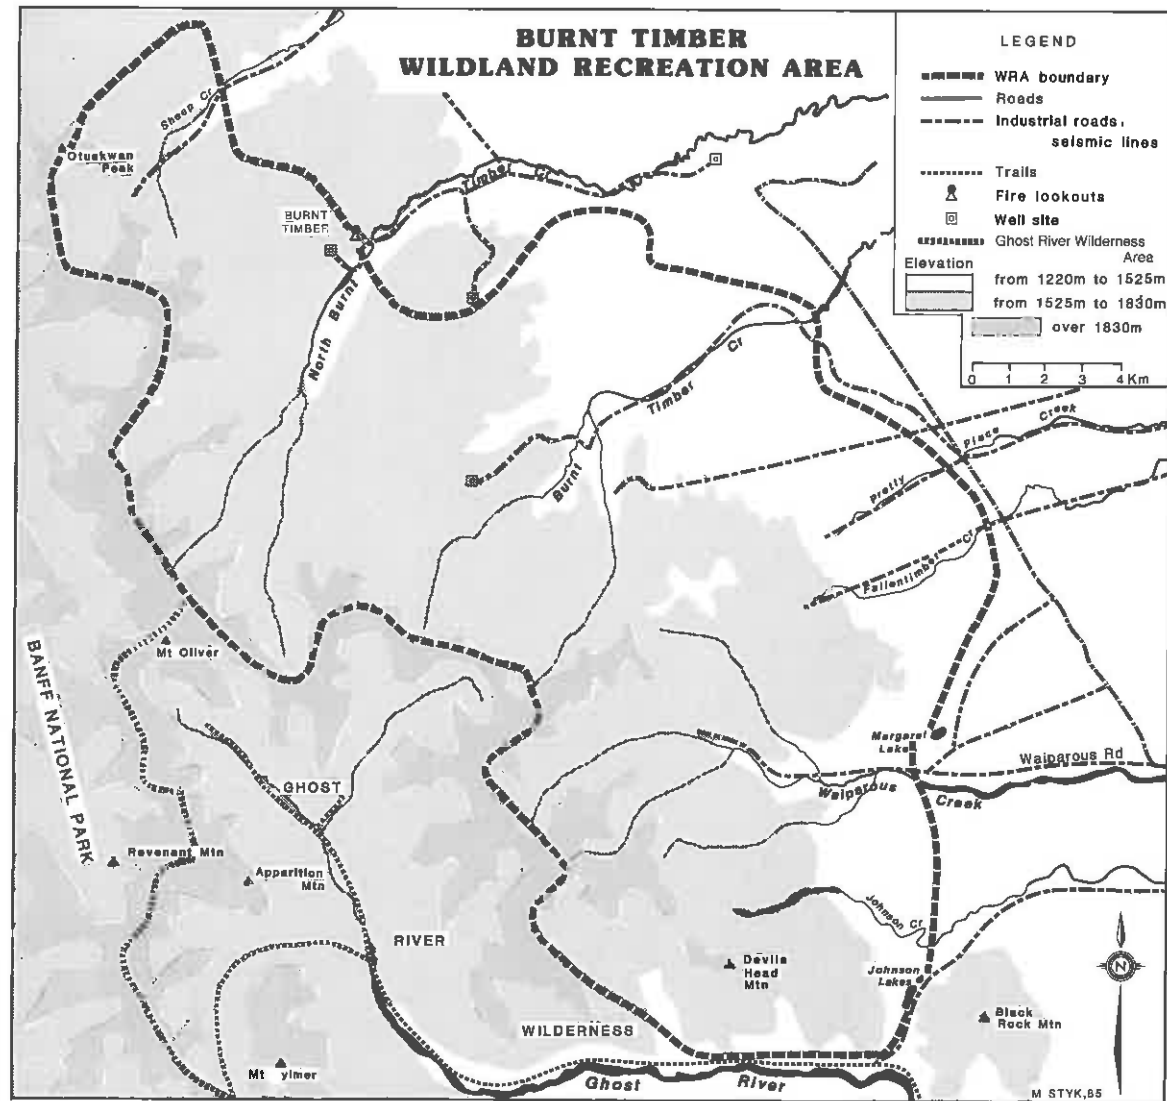 BURNT TIMBER
WILDLAND RECREATION AREA
LEGEND
WRA boundary
Roads
Industrial roads,
seismic lines
Trails
Fire lookouts
Well site
Ghost River Wilderness
Area
Elevation
from 1220m to 1525m
from 1525m to 1830m
over 1830m
0 1 2 3 4 Km
Sheep Cr
Otuskwan
Peak
BURNT
TIMBER
Timber Cr
North Burnt
Burnt Timber Cr
Pretty Place Creek
Fallentimber Cr
BANFF NATIONAL PARK
Mt Oliver
Margaret
Lake
Waiparous Rd
Waiparous Creek
GHOST
Revenant Mtn
Apparition
Mtn
RIVER
Johnson Cr
Devils
Head
Mtn
Johnson
Lakes
N
Black
Rock Mtn
WILDERNESS
Mt ylmer
Ghost River
M STYK,85